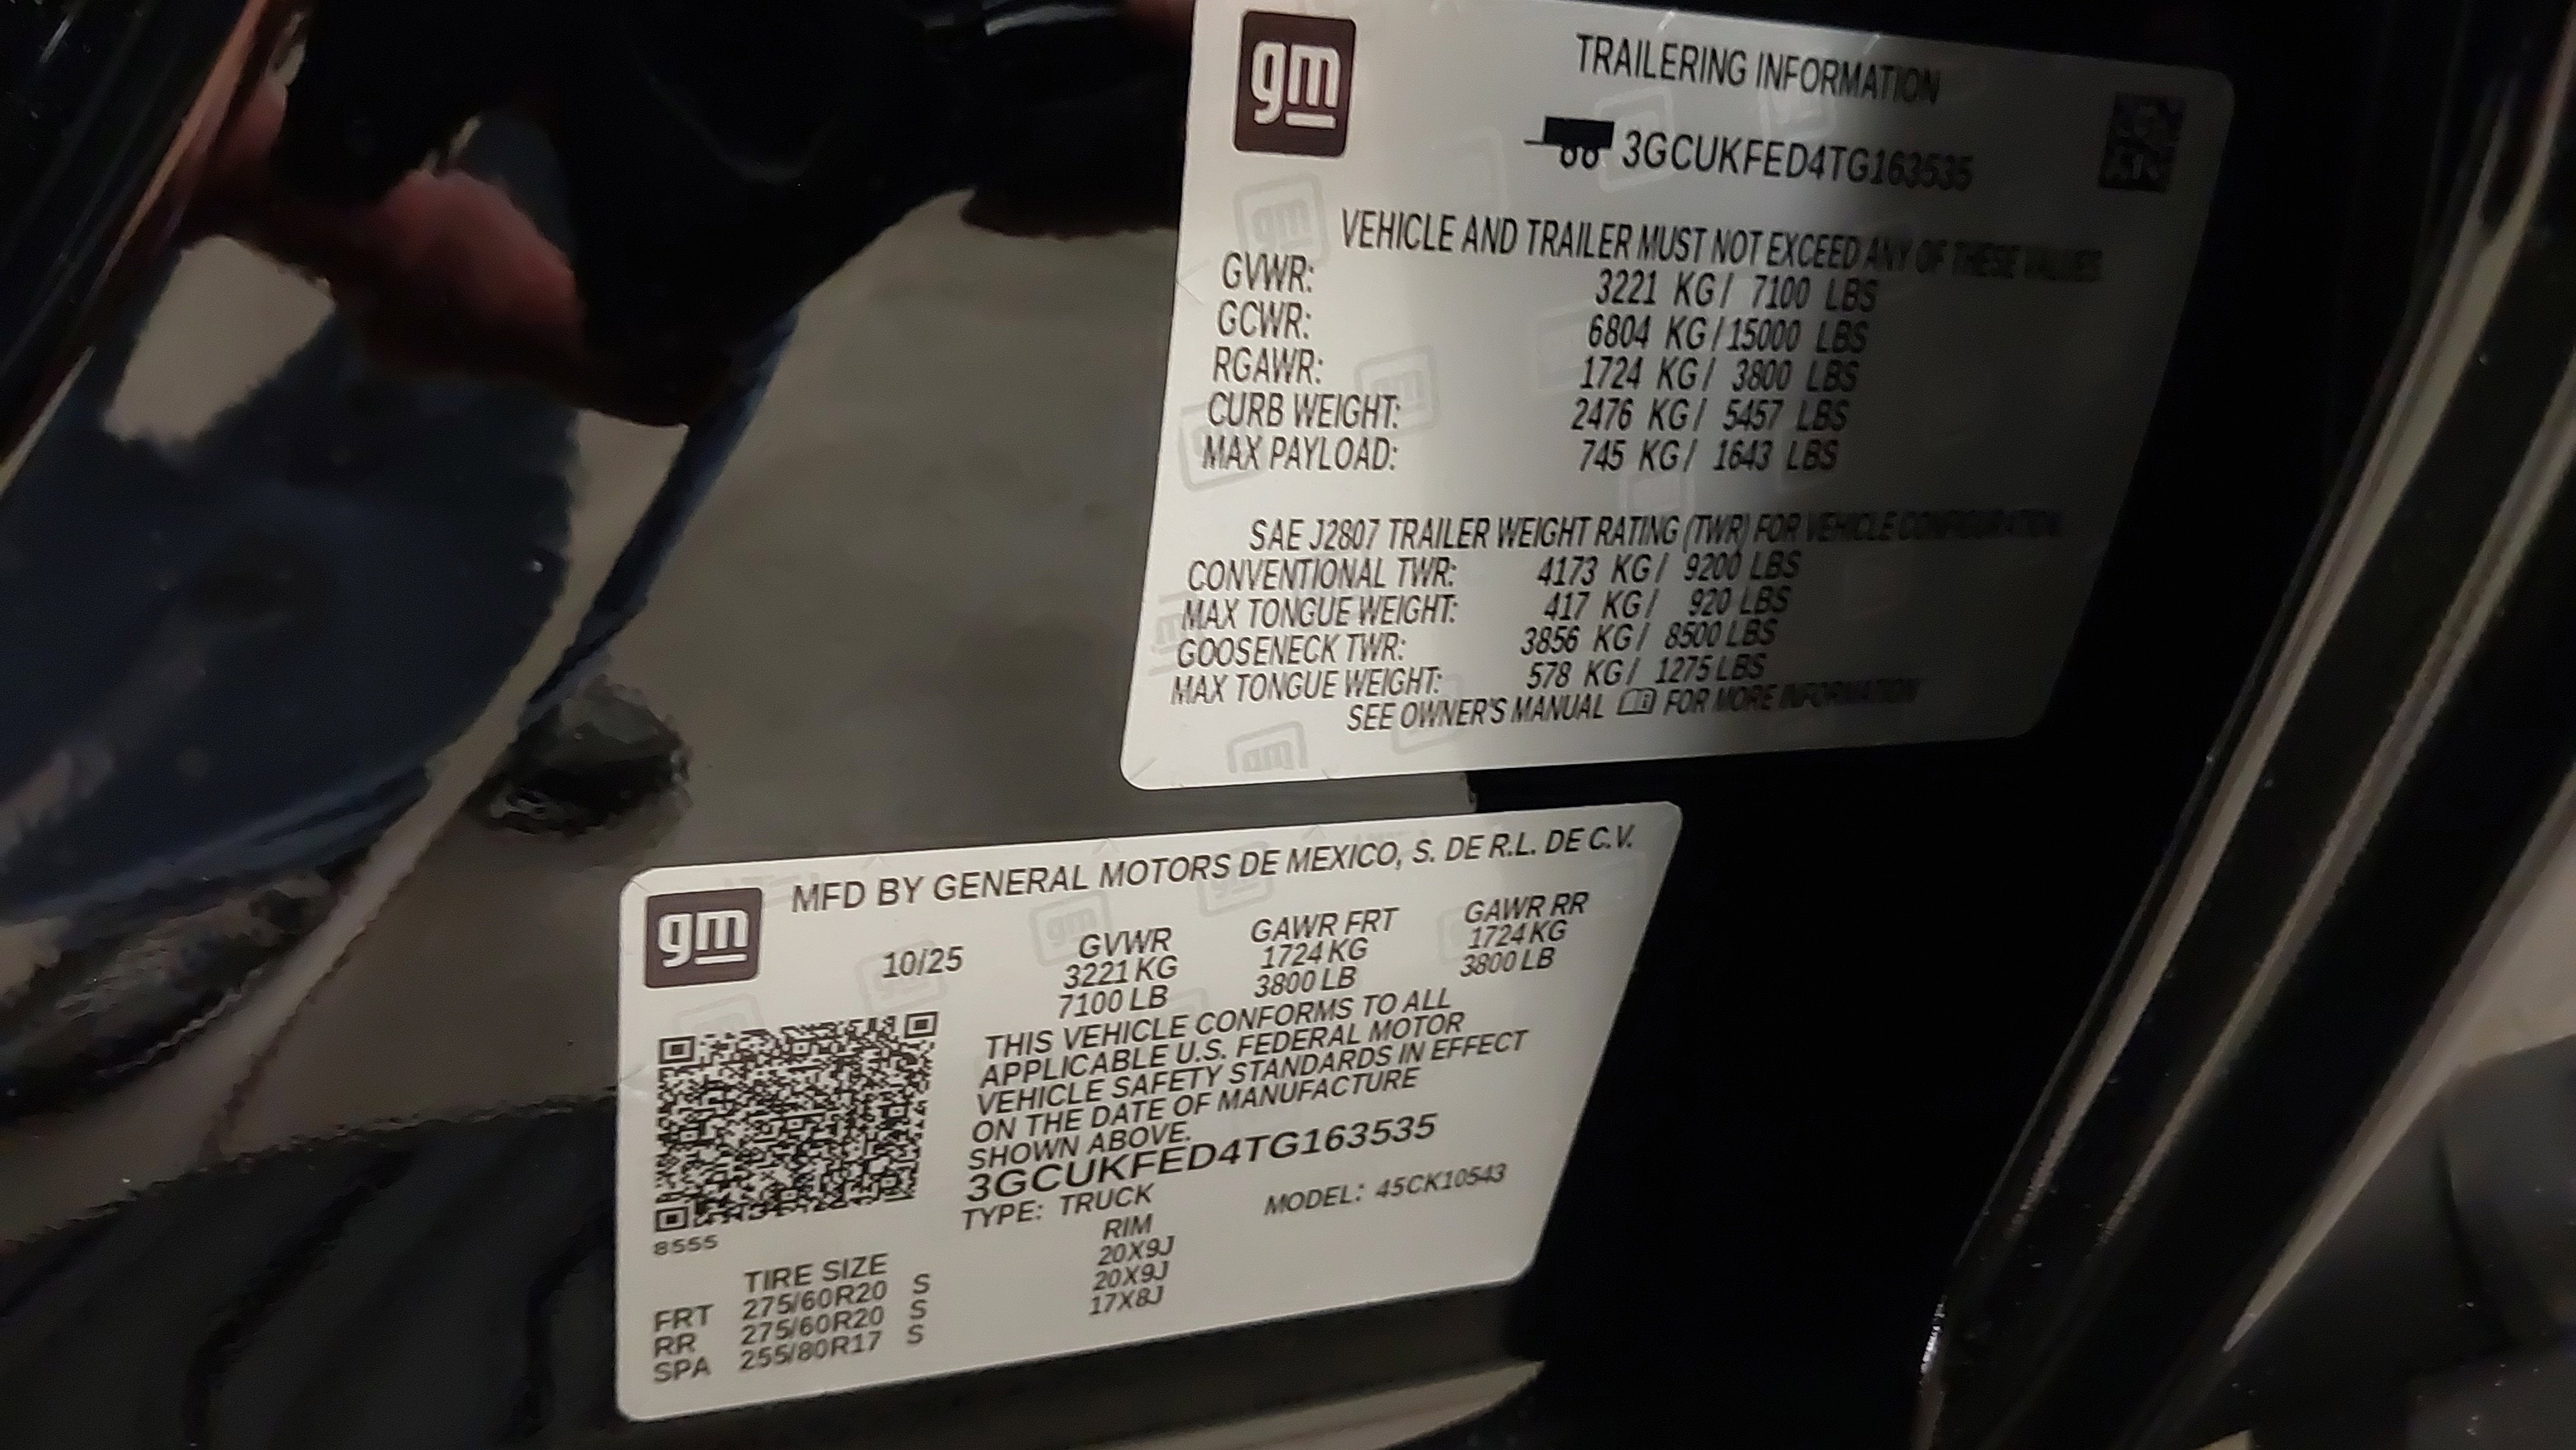 gm
TRAILERING INFORMATION
3GCUKFED4TG163535
VEHICLE AND TRAILER MUST NOT EXCEED ANY OF THESE VALUES
GVWR: 3221 KG/ 7100 LBS
GCWR: 6804 KG/15000 LBS
RGAWR: 1724 KG/ 3800 LBS
CURB WEIGHT: 2476 KG/ 5457 LBS
MAX PAYLOAD: 745 KG/ 1643 LBS
SAE J2807 TRAILER WEIGHT RATING (TWR) FOR VEHICLE CONFIGURATION
CONVENTIONAL TWR: 4173 KG/ 9200 LBS
MAX TONGUE WEIGHT: 417 KG/ 920 LBS
GOOSENECK TWR: 3856 KG/ 8500 LBS
MAX TONGUE WEIGHT: 578 KG/ 1275 LBS
SEE OWNER'S MANUAL FOR MORE INFORMATION
gm
MFD BY GENERAL MOTORS DE MEXICO, S. DE R.L. DE C.V.
10/25 GVWR GAWR FRT GAWR RR
3221 KG 1724 KG 1724 KG
7100 LB 3800 LB 3800 LB
THIS VEHICLE CONFORMS TO ALL
APPLICABLE U.S. FEDERAL MOTOR
VEHICLE SAFETY STANDARDS IN EFFECT
ON THE DATE OF MANUFACTURE
SHOWN ABOVE.
3GCUKFED4TG163535
TYPE: TRUCK MODEL: 45CK10543
8555
TIRE SIZE RIM
FRT 275/60R20 S 20X9J
RR 275/60R20 S 20X9J
SPA 255/80R17 S 17X8J